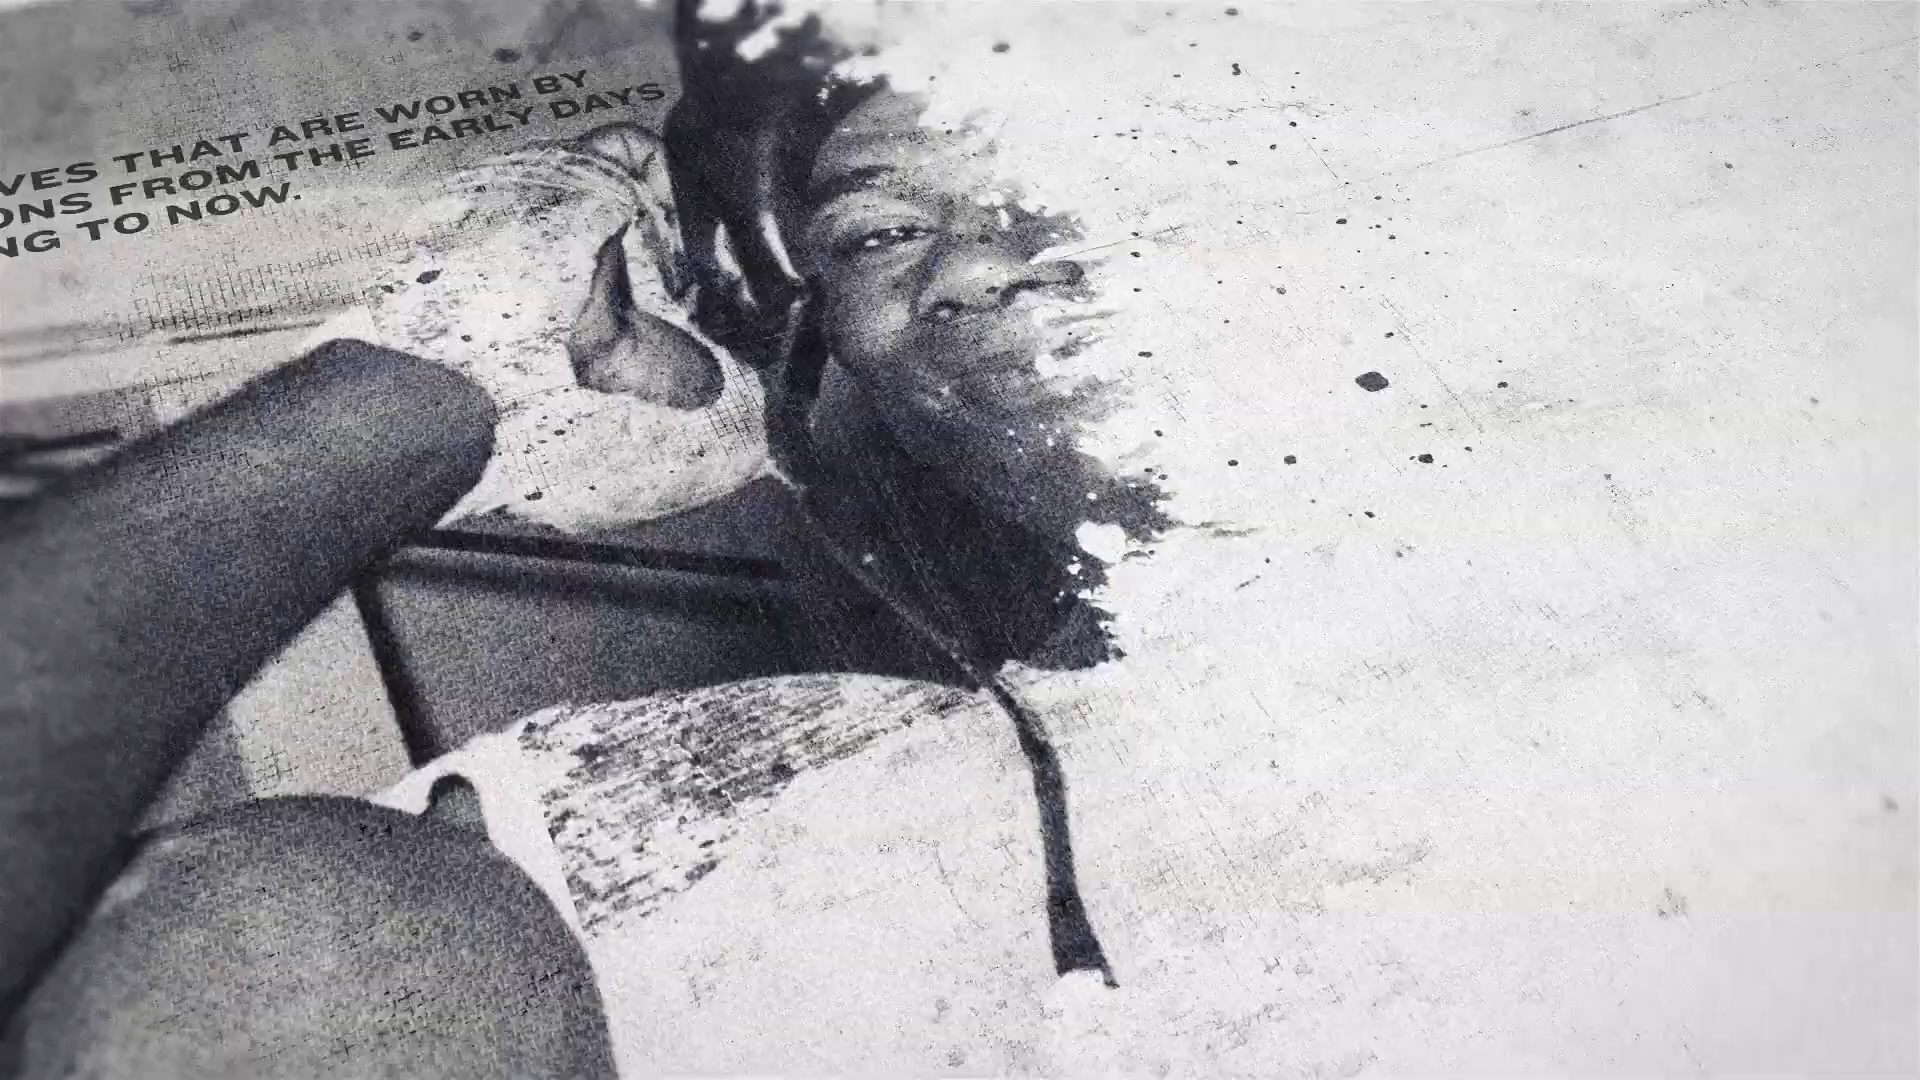 VES THAT ARE WORN BY
ONS FROM THE EARLY DAYS
NG TO NOW.